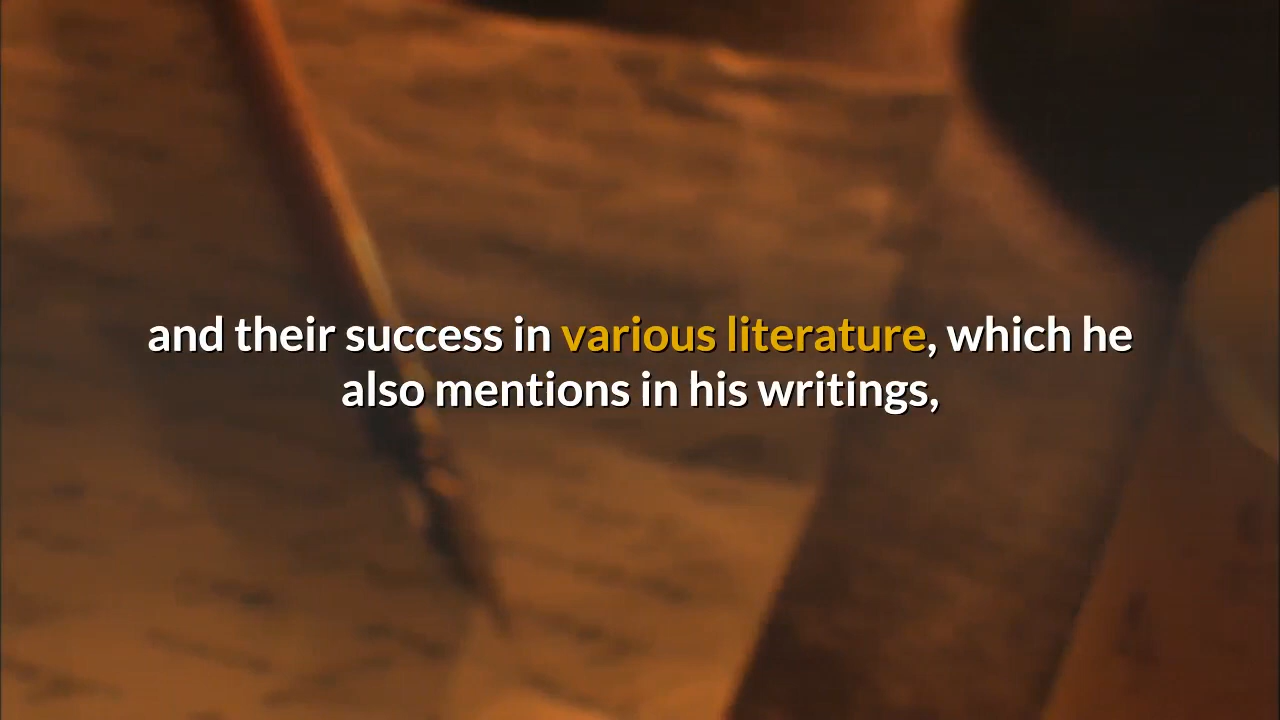 and their success in various literature, which he
also mentions in his writings,